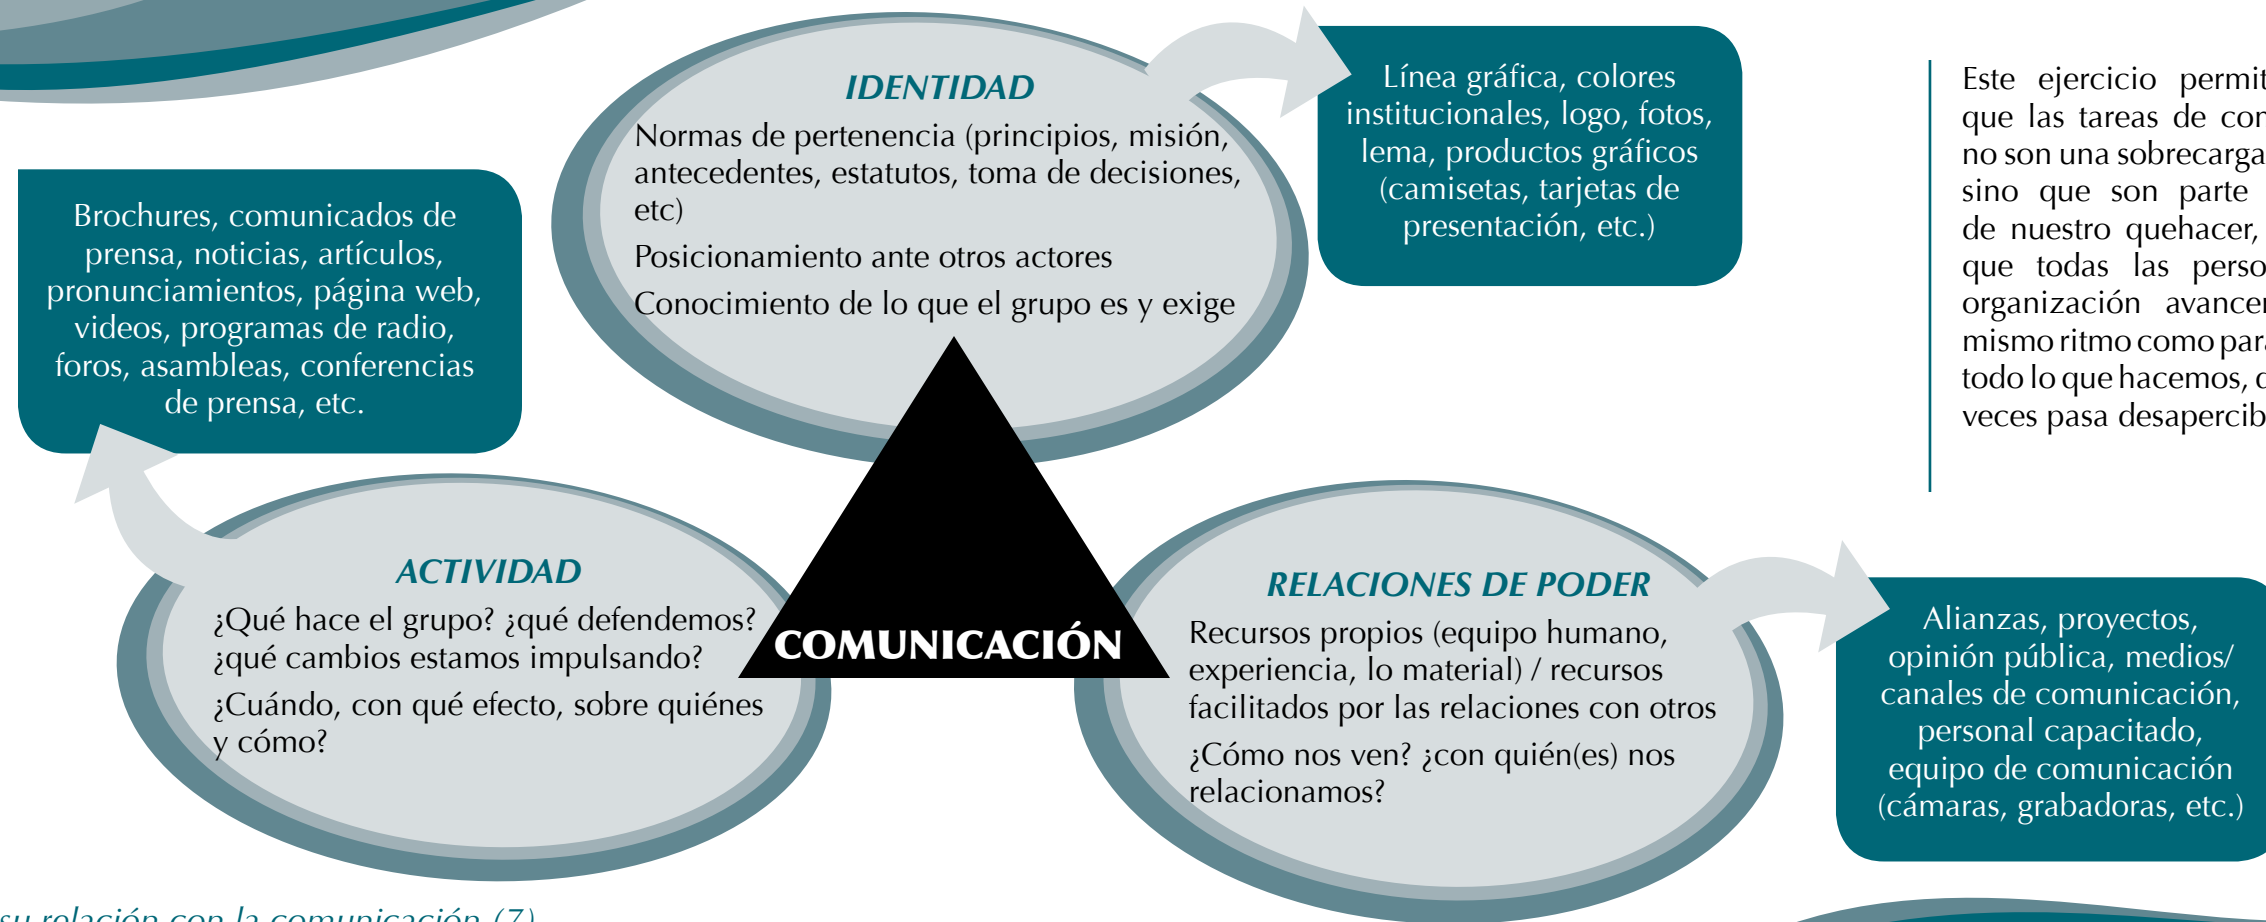 IDENTIDAD
Normas de pertenencia (principios, misión,
antecedentes, estatutos, toma de decisiones,
etc)
Posicionamiento ante otros actores
Conocimiento de lo que el grupo es y exige
Línea gráfica, colores
institucionales, logo, fotos,
lema, productos gráficos
(camisetas, tarjetas de
presentación, etc.)
Brochures, comunicados de
prensa, noticias, artículos,
pronunciamientos, página web,
videos, programas de radio,
foros, asambleas, conferencias
de prensa, etc.
ACTIVIDAD
¿Qué hace el grupo? ¿qué defendemos?
¿qué cambios estamos impulsando?
¿Cuándo, con qué efecto, sobre quiénes
y cómo?
COMUNICACIÓN
RELACIONES DE PODER
Recursos propios (equipo humano,
experiencia, lo material) / recursos
facilitados por las relaciones con otros
¿Cómo nos ven? ¿con quién(es) nos
relacionamos?
Alianzas, proyectos,
opinión pública, medios/
canales de comunicación,
personal capacitado,
equipo de comunicación
(cámaras, grabadoras, etc.)
Este ejercicio permit
que las tareas de con
no son una sobrecarga
sino que son parte
de nuestro quehacer,
que todas las perso
organización avance
mismo ritmo como para
todo lo que hacemos,
veces pasa desapercib
su relación con la comunicación (7)